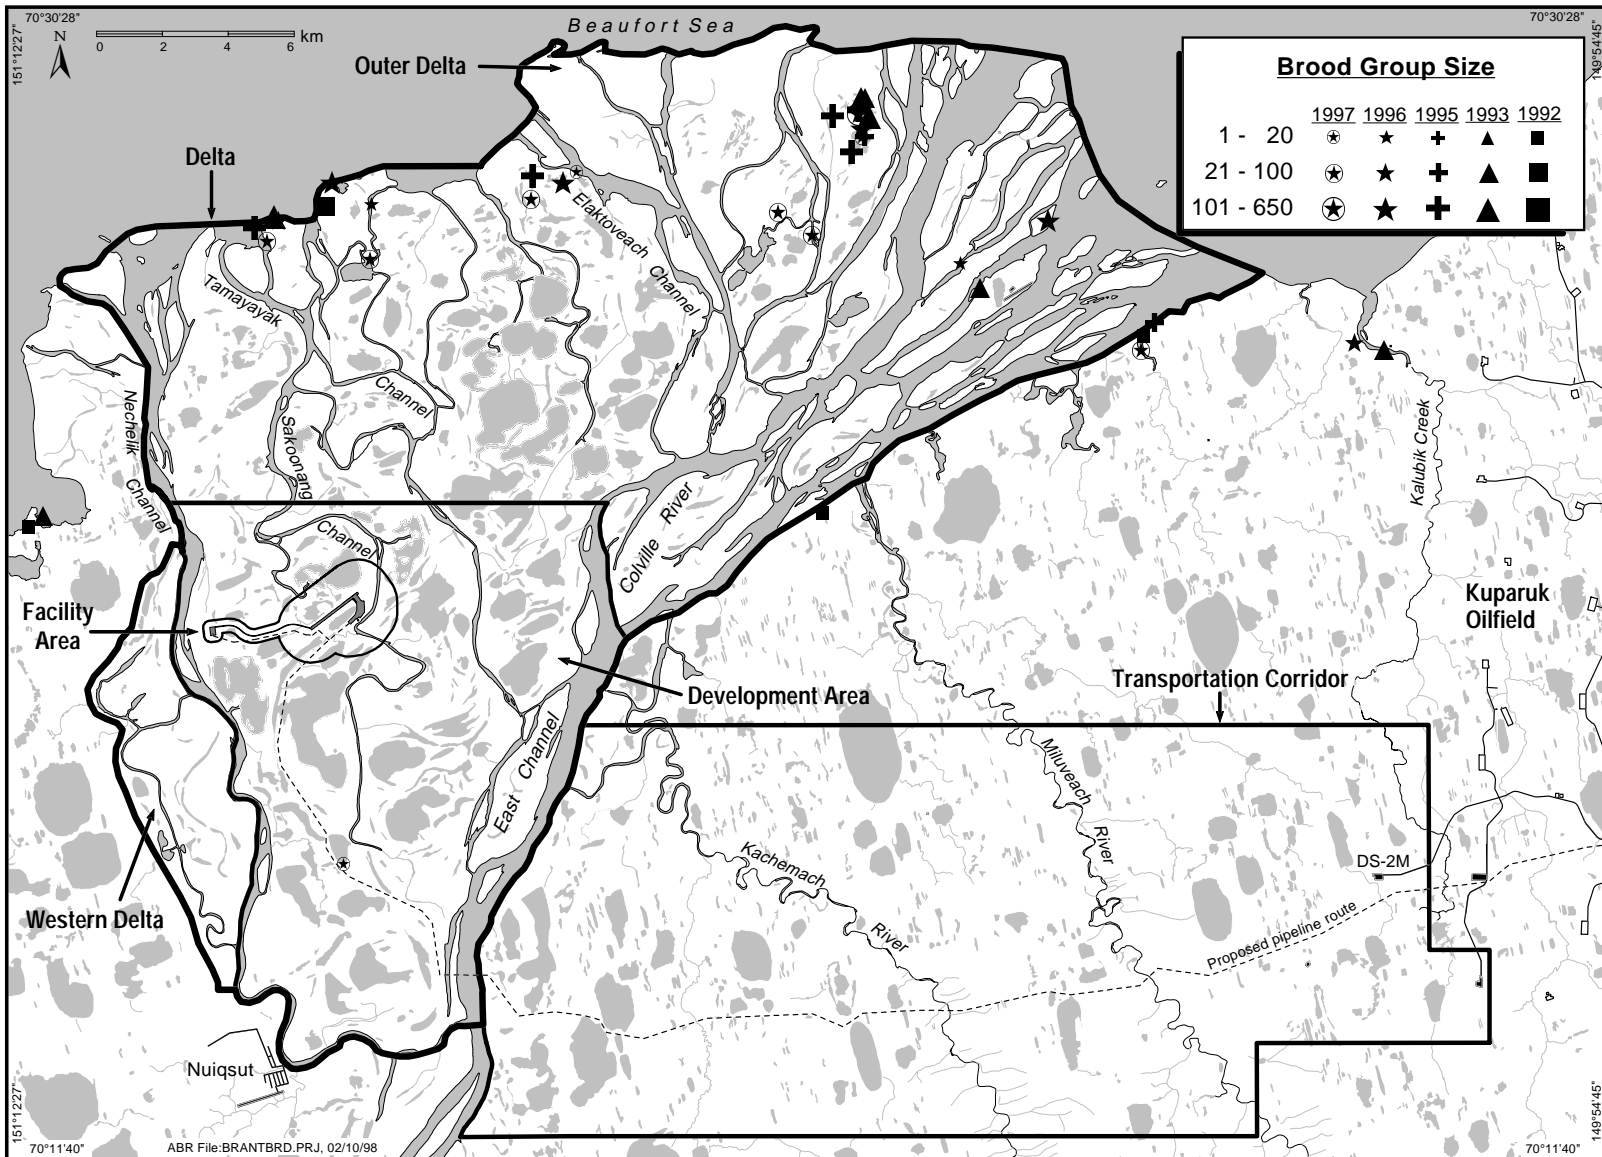 70°30'28"
70°30'28"
151°12'27"
149°54'45"
N
0 2 4 6 km
Beaufort Sea
Outer Delta
Delta
Brood Group Size
1997 1996 1995 1993 1992
1 - 20
21 - 100
101 - 650
Elaktoveach Channel
Tamayayak
Channel
Nechelik
Channel
Sakoonang
Channel
Colville River
Kalubik Creek
Facility
Area
Kuparuk
Oilfield
Development Area
Transportation Corridor
East Channel
Miluveach
River
Kachemach
River
DS-2M
Western Delta
Proposed pipeline route
Nuiqsut
151°12'27"
149°54'45"
70°11'40"
ABR File:BRANTBRD.PRJ, 02/10/98
70°11'40"